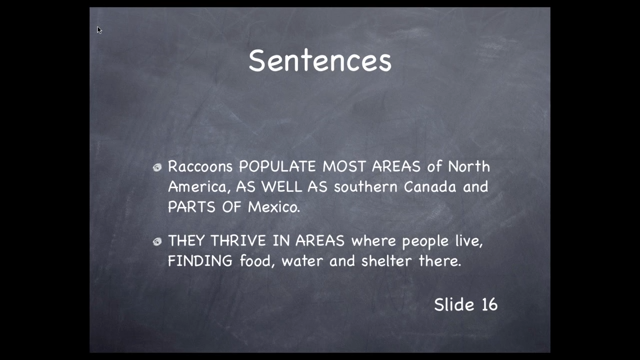 Sentences
Raccoons POPULATE MOST AREAS of North
America, AS WELL AS southern Canada and
PARTS OF Mexico.
THEY THRIVE IN AREAS where people live,
FINDING food, water and shelter there.
Slide 16